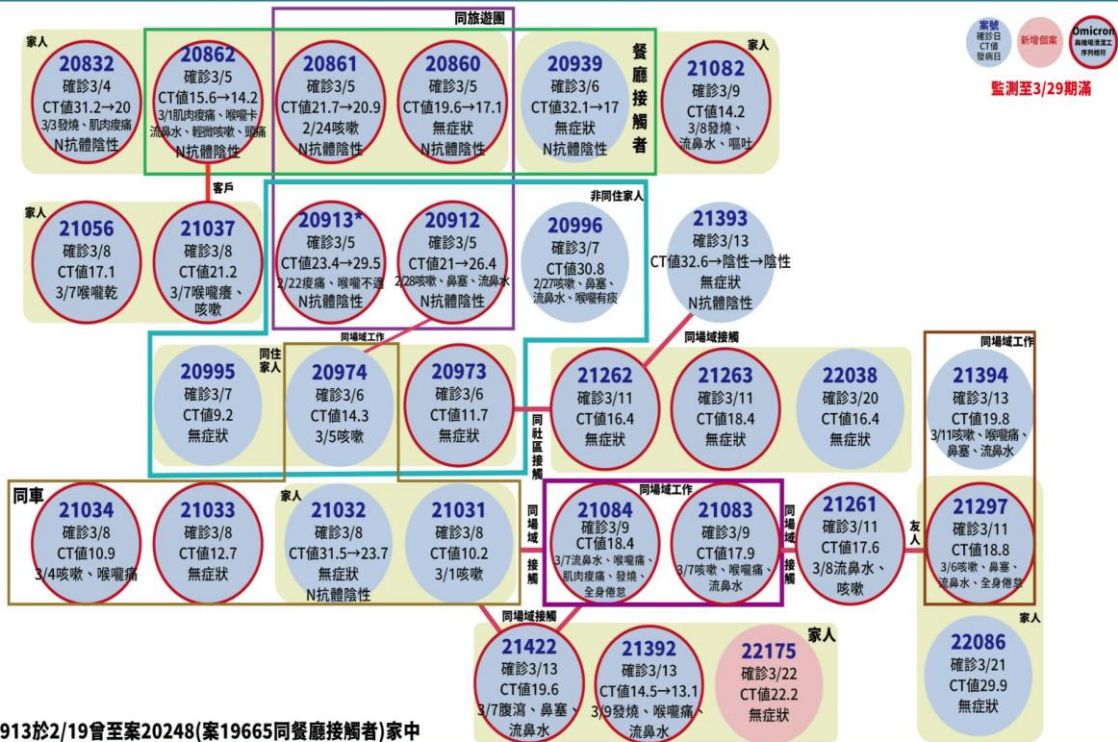 同旅遊團
家人
20832
確診3/4
CT值31.2→20
3/3發燒、肌肉痠痛
N抗體陰性
20862
確診3/5
CT值15.6→14.2
3/1肌肉痠痛、喉嚨卡
流鼻水、輕微咳嗽、頭痛
N抗體陰性
20861
確診3/5
CT值21.7→20.9
2/24咳嗽
N抗體陰性
20860
確診3/5
CT值19.6→17.1
無症狀
N抗體陰性
20939
確診3/6
CT值32.1→17
無症狀
N抗體陰性
餐廳接觸者
家人
21082
確診3/9
CT值14.2
3/8發燒、
流鼻水、嘔吐
案號
確診日
CT值
發病日
新增個案
Omicron
與機場清潔工
序列相符
監測至3/29期滿
客戶
家人
21056
確診3/8
CT值17.1
3/7喉嚨乾
21037
確診3/8
CT值21.2
3/7喉嚨癢、
咳嗽
20913*
確診3/5
CT值23.4→29.5
2/22痠痛、喉嚨不適
N抗體陰性
20912
確診3/5
CT值21→26.4
2/28咳嗽、鼻塞、流鼻水
N抗體陰性
非同住家人
20996
確診3/7
CT值30.8
2/27咳嗽、鼻塞、
流鼻水、喉嚨有痰
21393
確診3/13
CT值32.6→陰性→陰性
無症狀
N抗體陰性
同場域工作
20995
確診3/7
CT值9.2
無症狀
同住
家人
20974
確診3/6
CT值14.3
3/5咳嗽
20973
確診3/6
CT值11.7
無症狀
同社區接觸
同場域接觸
21262
確診3/11
CT值16.4
無症狀
21263
確診3/11
CT值18.4
無症狀
22038
確診3/20
CT值16.4
無症狀
同場域工作
21394
確診3/13
CT值19.8
3/11咳嗽、喉嚨痛、
鼻塞、流鼻水
同車
21034
確診3/8
CT值10.9
3/4咳嗽、喉嚨痛
21033
確診3/8
CT值12.7
無症狀
家人
21032
確診3/8
CT值31.5→23.7
無症狀
N抗體陰性
21031
確診3/8
CT值10.2
3/1咳嗽
同場域
接觸
同場域工作
21084
確診3/9
CT值18.4
3/7流鼻水、喉嚨痛、
肌肉痠痛、發燒、
全身倦怠
21083
確診3/9
CT值17.9
3/7咳嗽、喉嚨痛、
流鼻水
同場域
接觸
21261
確診3/11
CT值17.6
3/8流鼻水、
咳嗽
友人
21297
確診3/11
CT值18.8
3/6咳嗽、鼻塞、
流鼻水、全身倦怠
同場域接觸
21422
確診3/13
CT值19.6
3/7腹瀉、鼻塞、
流鼻水
21392
確診3/13
CT值14.5→13.1
3/9發燒、喉嚨痛、
流鼻水
22175
確診3/22
CT值22.2
無症狀
家人
家人
22086
確診3/21
CT值29.9
無症狀
913於2/19曾至案20248(案19665同餐廳接觸者)家中